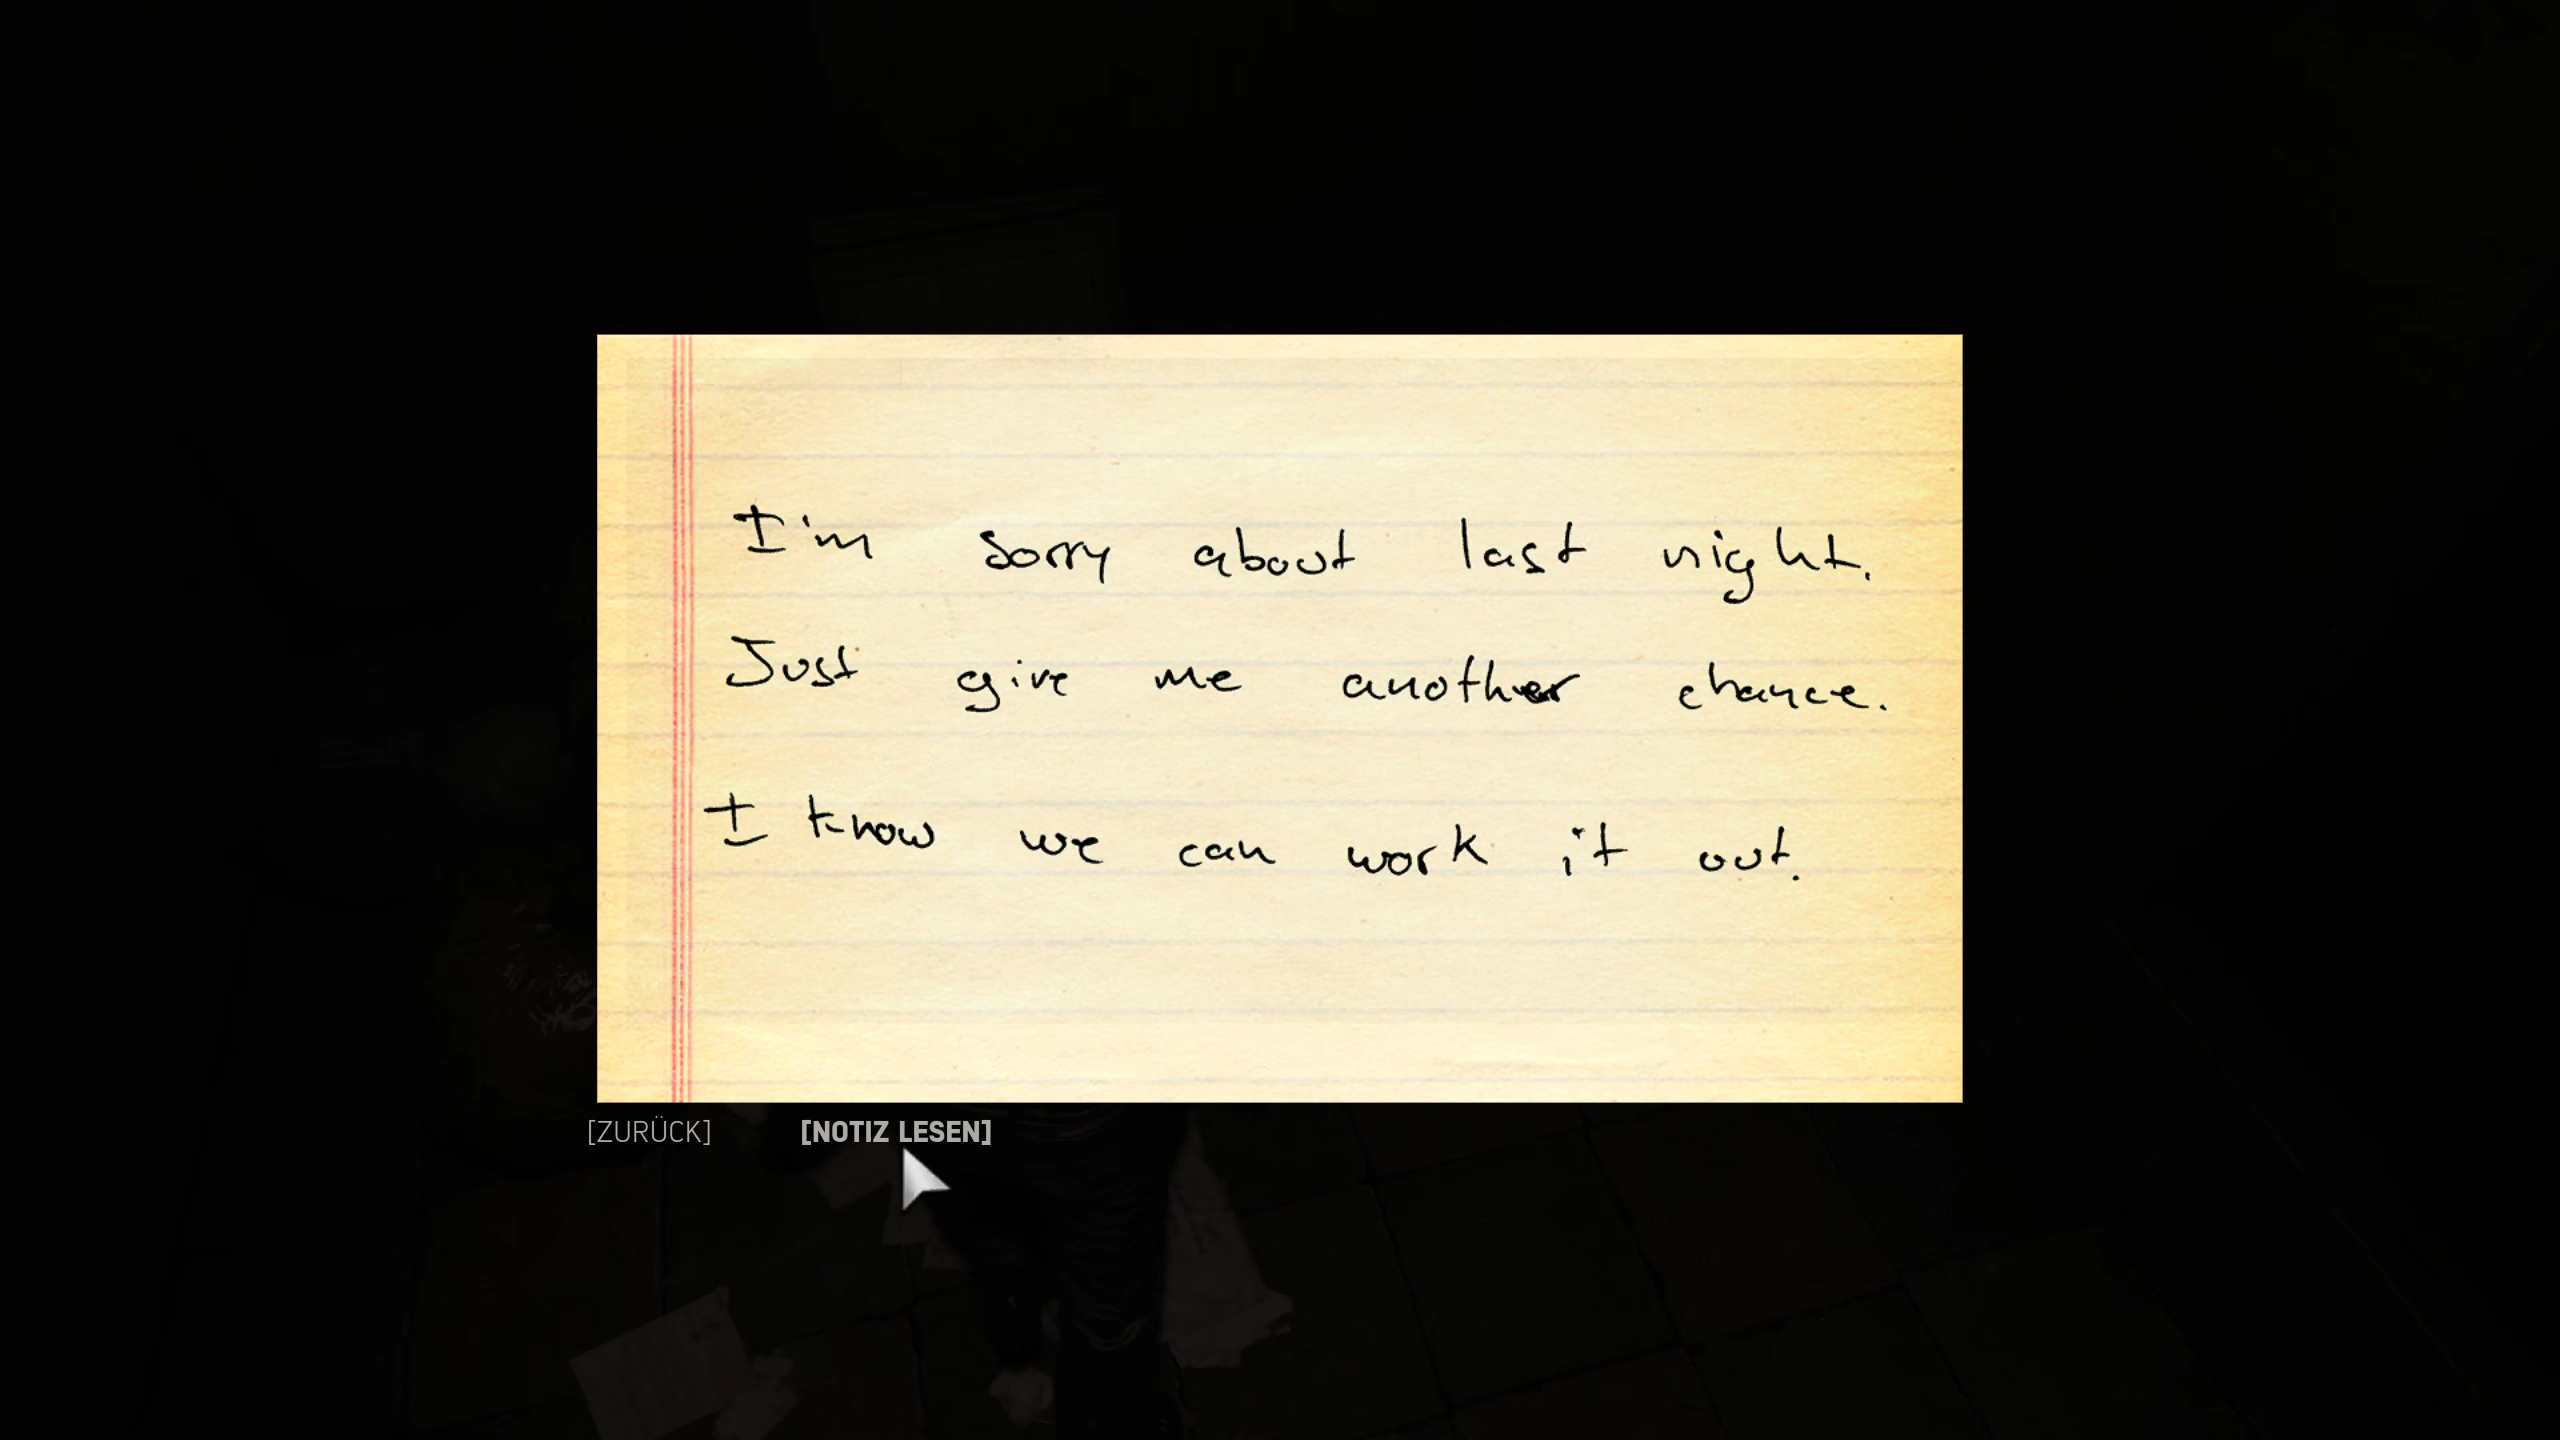 I'm sorry about last night.
Just give me another chance.
I know we can work it out.
[ZURÜCK] [NOTIZ LESEN]